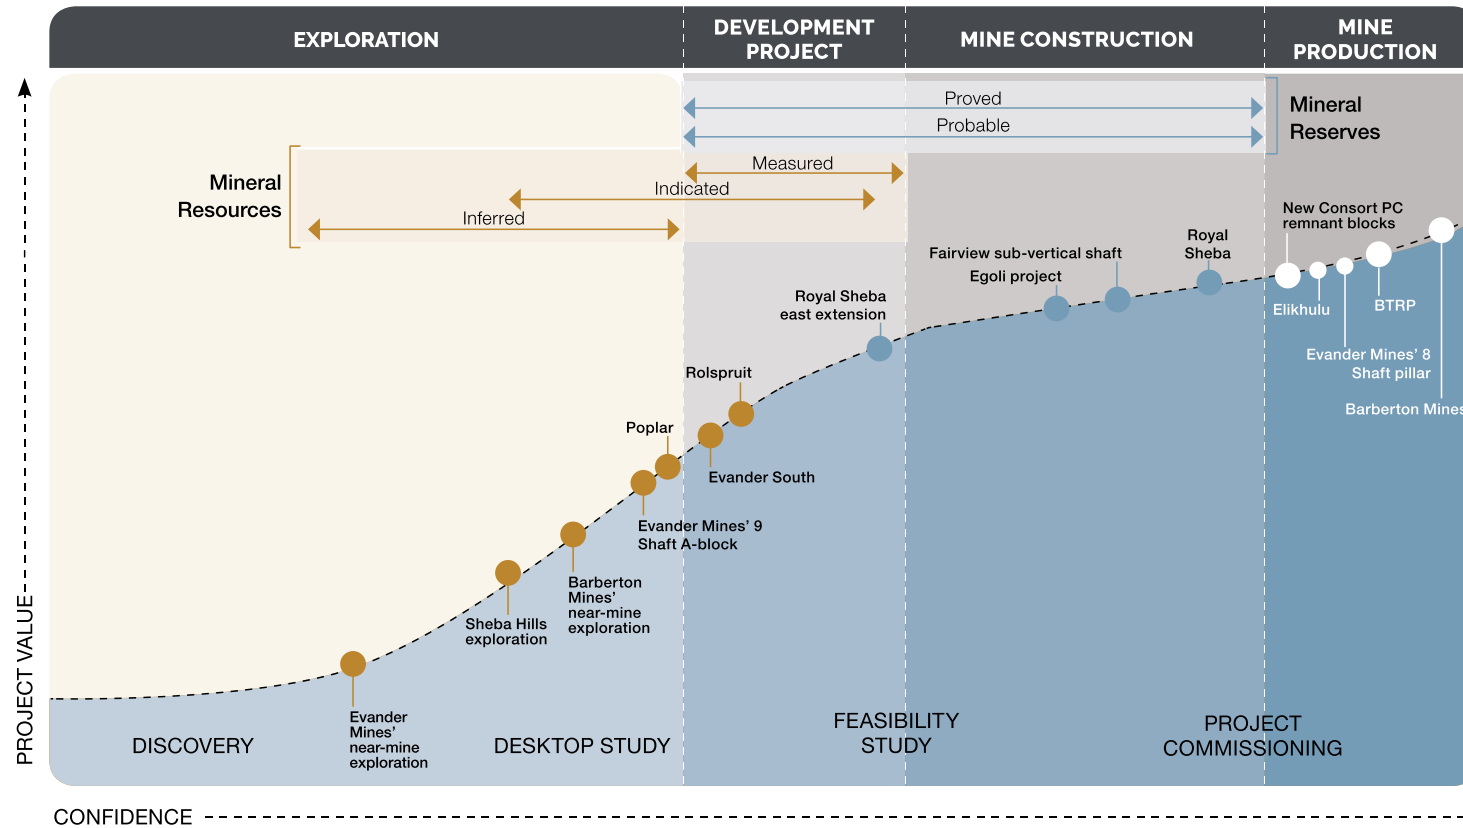 EXPLORATION
DEVELOPMENT
PROJECT
MINE CONSTRUCTION
MINE
PRODUCTION
Proved
Probable
Mineral
Reserves
Measured
Indicated
Inferred
Mineral
Resources
New Consort PC
remnant blocks
Royal
Sheba
Fairview sub-vertical shaft
Egoli project
Royal Sheba
east extension
Elikhulu
BTRP
Evander Mines’ 8
Shaft pillar
Barberton Mines
Rolspruit
Poplar
Evander South
Evander Mines’ 9
Shaft A-block
Barberton
Mines’
near-mine
exploration
Sheba Hills
exploration
Evander
Mines’
near-mine
exploration
PROJECT VALUE
DISCOVERY
DESKTOP STUDY
FEASIBILITY
STUDY
PROJECT
COMMISSIONING
CONFIDENCE